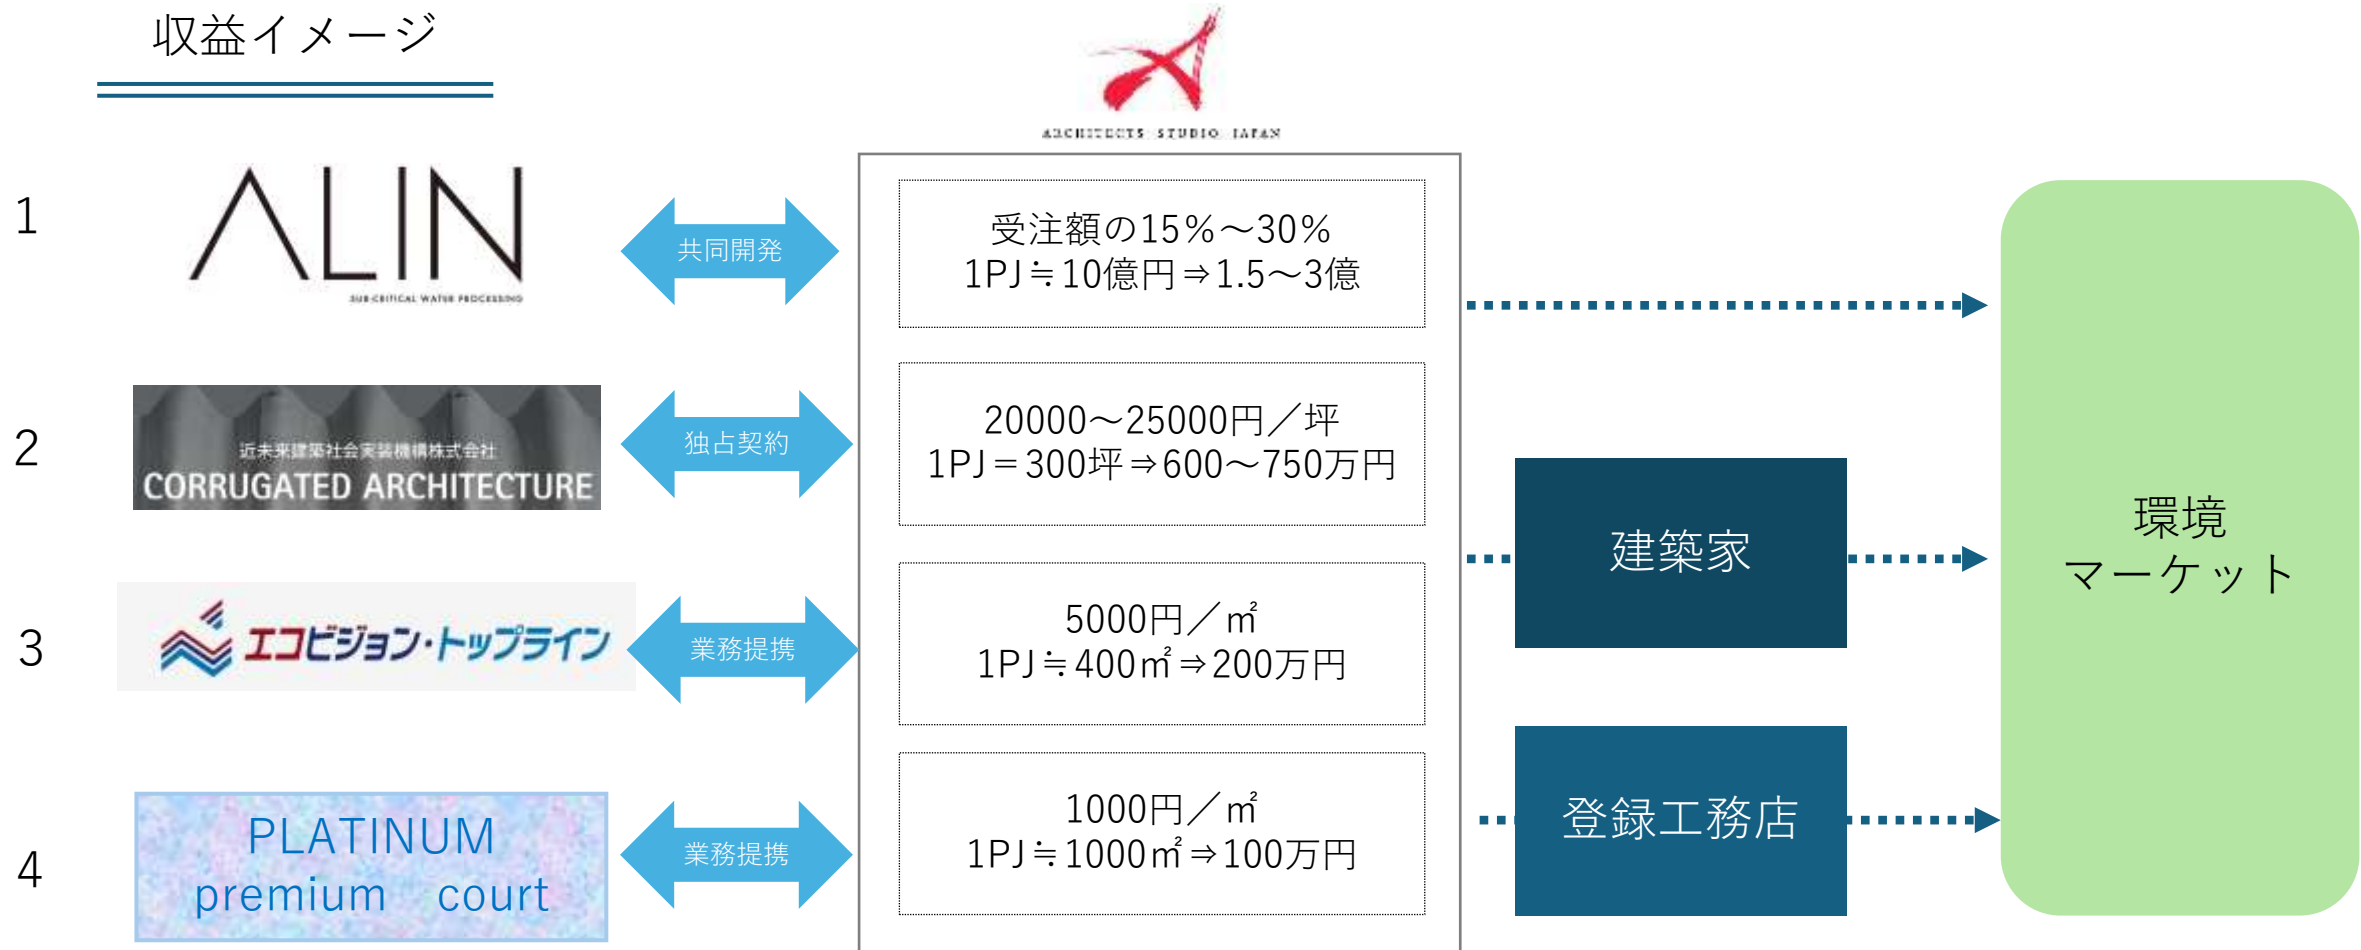 収益イメージ
ARCHITECTS STUDIO JAPAN
1
ALIN
SUB-CRITICAL WATER PROCESSING
共同開発
受注額の15%～30%
1PJ≒10億円⇒1.5～3億
2
近未来建築社会実装機構株式会社
CORRUGATED ARCHITECTURE
独占契約
20000～25000円／坪
1PJ＝300坪⇒600～750万円
3
エコビジョン・トップライン
業務提携
5000円／㎡
1PJ≒400㎡⇒200万円
4
PLATINUM
premium　court
業務提携
1000円／㎡
1PJ≒1000㎡⇒100万円
建築家
登録工務店
環境
マーケット